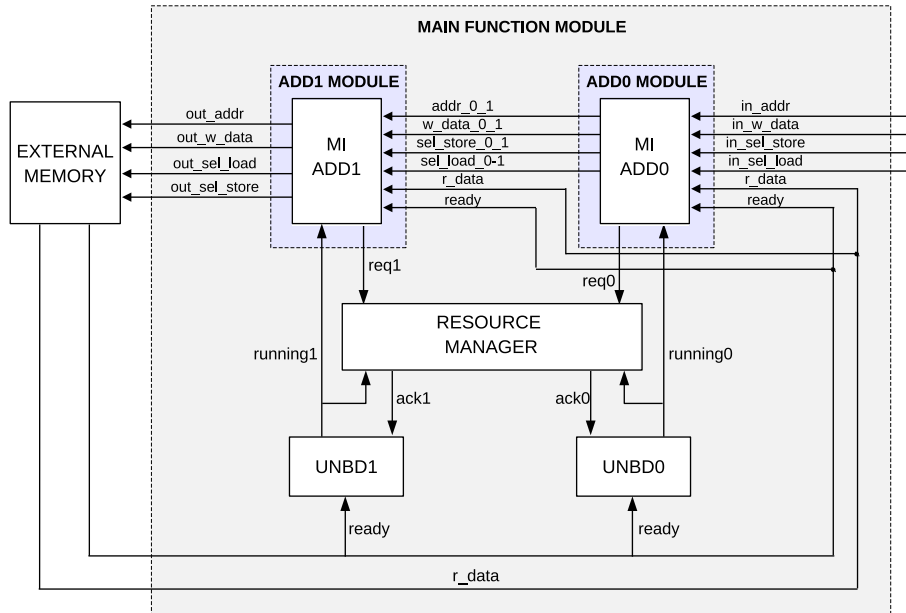 MAIN FUNCTION MODULE
ADD1 MODULE
ADD0 MODULE
EXTERNAL
MEMORY
out_addr
out_w_data
out_sel_load
out_sel_store
MI
ADD1
addr_0_1
w_data_0_1
sel_store_0_1
sel_load_0-1
r_data
ready
MI
ADD0
in_addr
in_w_data
in_sel_store
in_sel_load
r_data
ready
req1
req0
RESOURCE
MANAGER
running1
running0
ack1
ack0
UNBD1
UNBD0
ready
ready
r_data